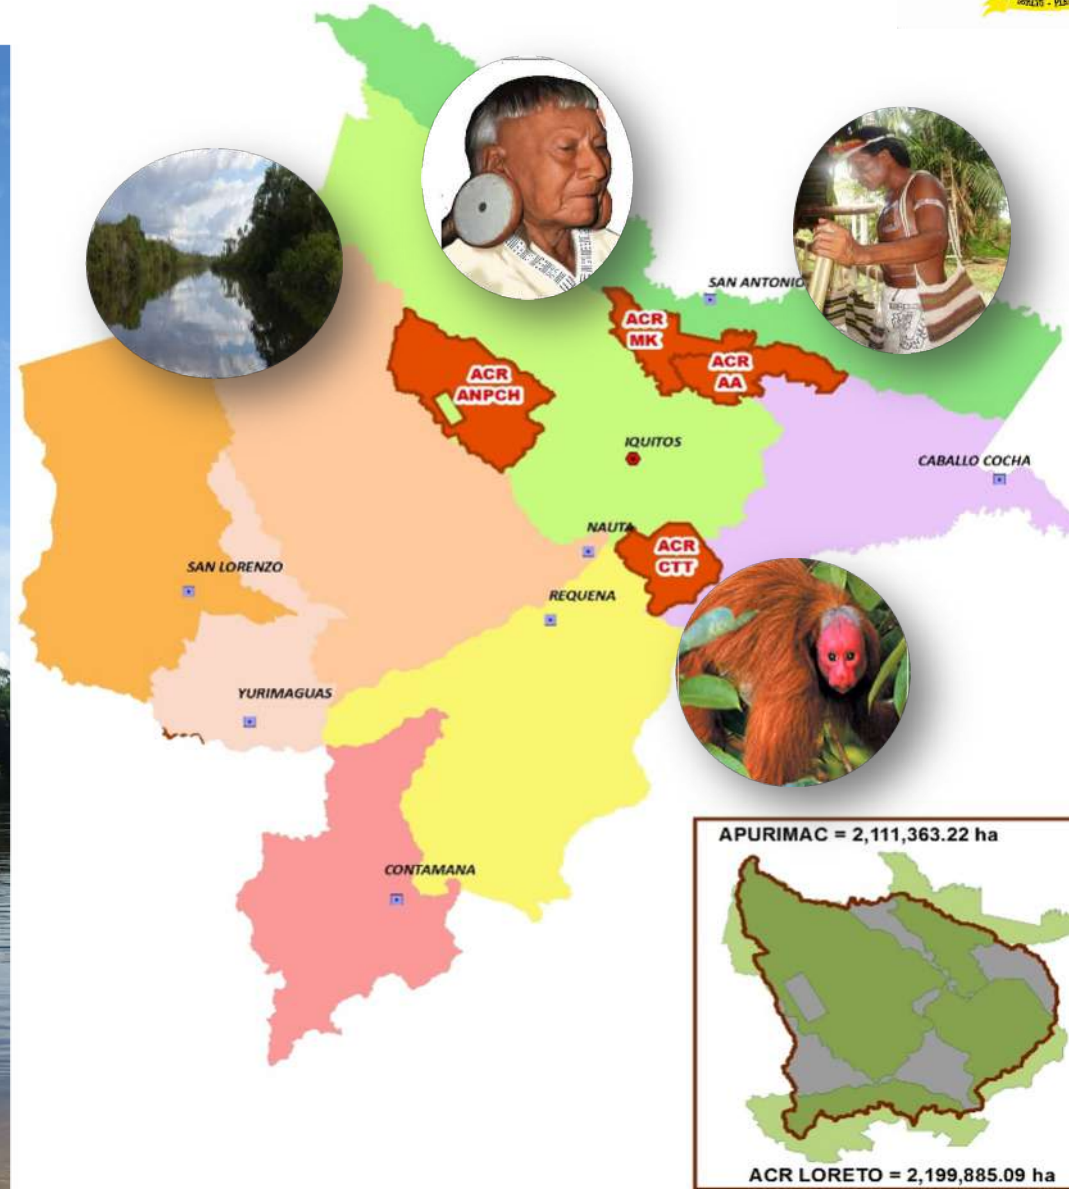 SAN ANTONIO
ACR
MK
ACR
AA
ACR
ANPCH
IQUITOS
CABALLO COCHA
NAUTA
ACR
CTT
SAN LORENZO
REQUENA
YURIMAGUAS
APURIMAC = 2,111,363.22 ha
CONTAMANA
ACR LORETO = 2,199,885.09 ha